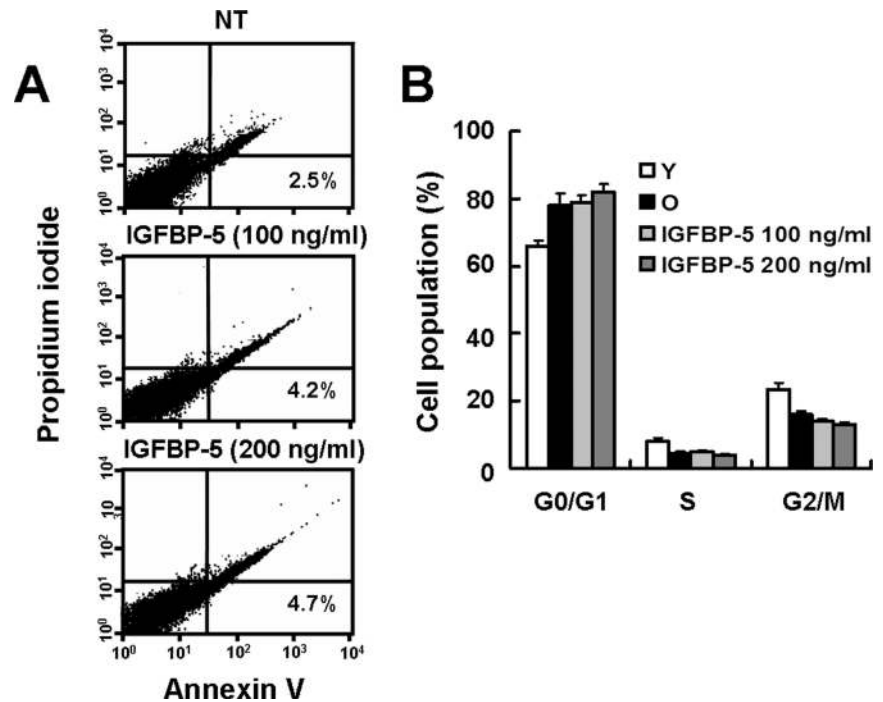 A
NT
10^4
10^3
10^2
10^1
10^0
2.5%
IGFBP-5 (100 ng/ml)
10^4
10^3
10^2
10^1
10^0
4.2%
IGFBP-5 (200 ng/ml)
10^4
10
10^2
10^1
10^0
4.7%
10^0 10^1 10^2 10^3 10^4
Propidium iodide
Annexin V
B
Cell population (%)
100
80
60
40
20
0
Y
O
IGFBP-5 100 ng/ml
IGFBP-5 200 ng/ml
G0/G1 S G2/M